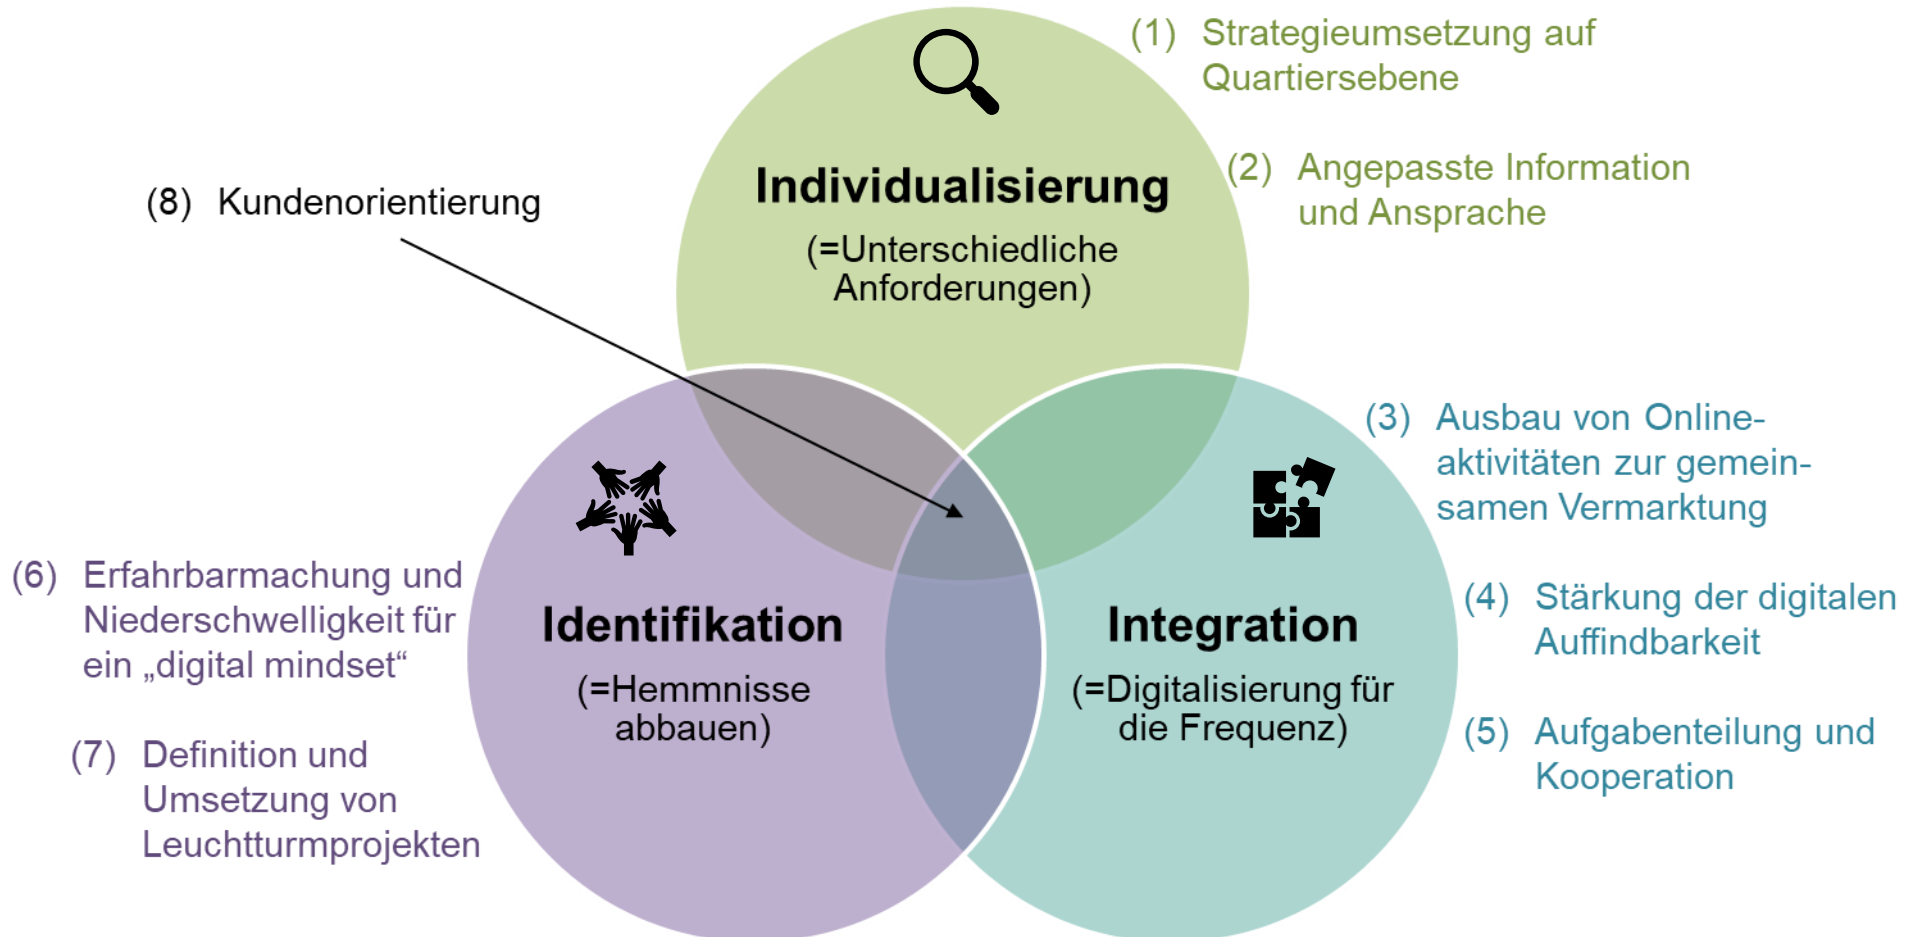 (1) Strategieumsetzung auf
Quartiersebene
(2) Angepasste Information
und Ansprache
(8) Kundenorientierung
Individualisierung
(=Unterschiedliche
Anforderungen)
(3) Ausbau von Online-
aktivitäten zur gemein-
samen Vermarktung
(4) Stärkung der digitalen
Auffindbarkeit
(5) Aufgabenteilung und
Kooperation
Integration
(=Digitalisierung für
die Frequenz)
(6) Erfahrbarmachung und
Niederschwelligkeit für
ein „digital mindset“
(7) Definition und
Umsetzung von
Leuchtturmprojekten
Identifikation
(=Hemmnisse
abbauen)